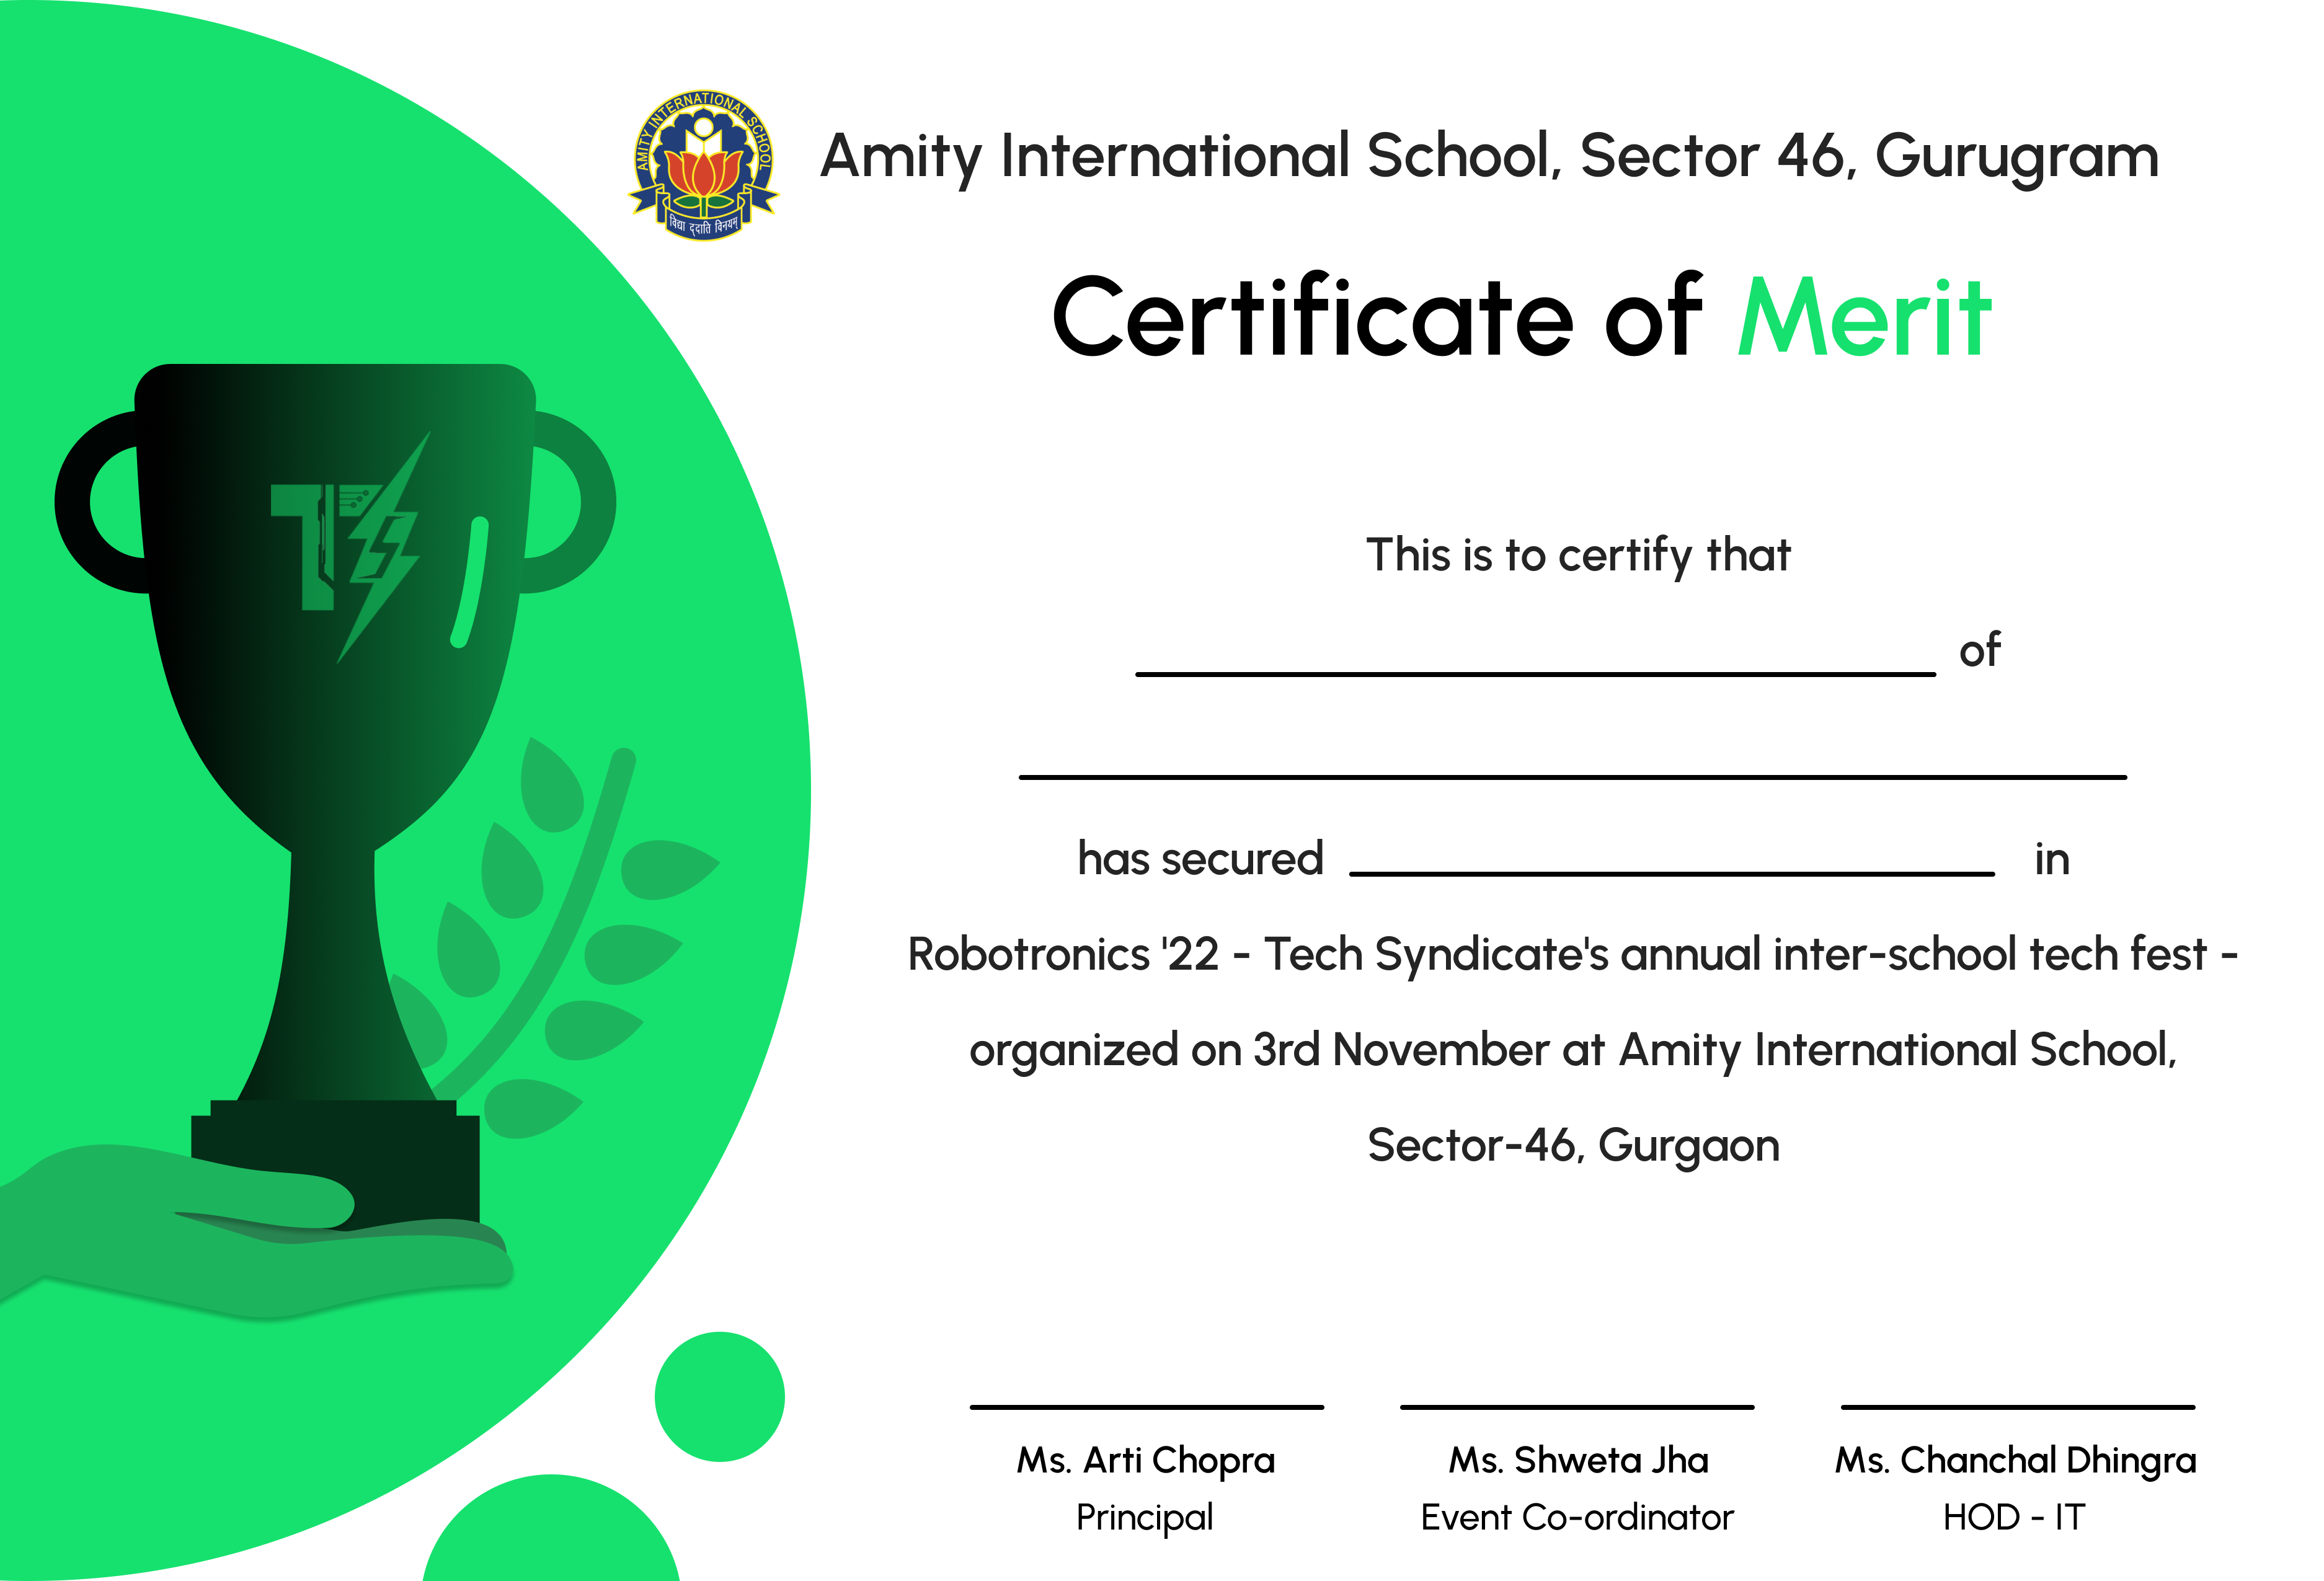 AMITY INTERNATIONAL SCHOOL
विद्या ददाति विनयम्
Amity International School, Sector 46, Gurugram
Certificate of Merit
This is to certify that
of
has secured in
Robotronics '22 - Tech Syndicate's annual inter-school tech fest -
organized on 3rd November at Amity International School,
Sector-46, Gurgaon
Ms. Arti Chopra Ms. Shweta Jha Ms. Chanchal Dhingra
Principal Event Co-ordinator HOD - IT